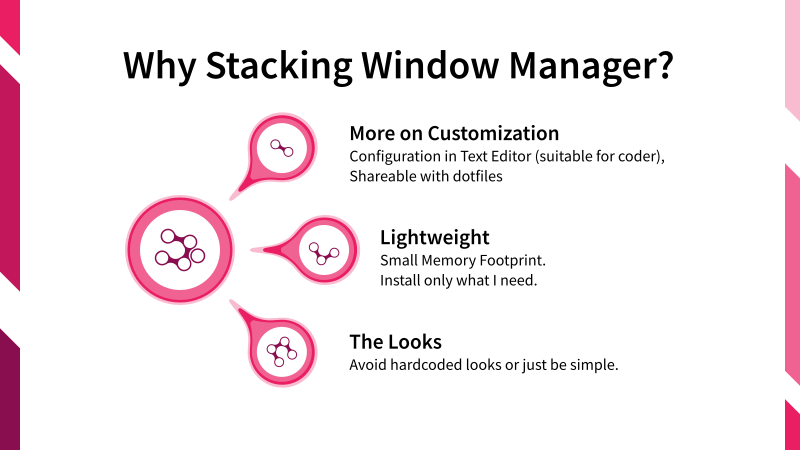 Why Stacking Window Manager?
More on Customization
Configuration in Text Editor (suitable for coder),
Shareable with dotfiles
Lightweight
Small Memory Footprint.
Install only what I need.
The Looks
Avoid hardcoded looks or just be simple.